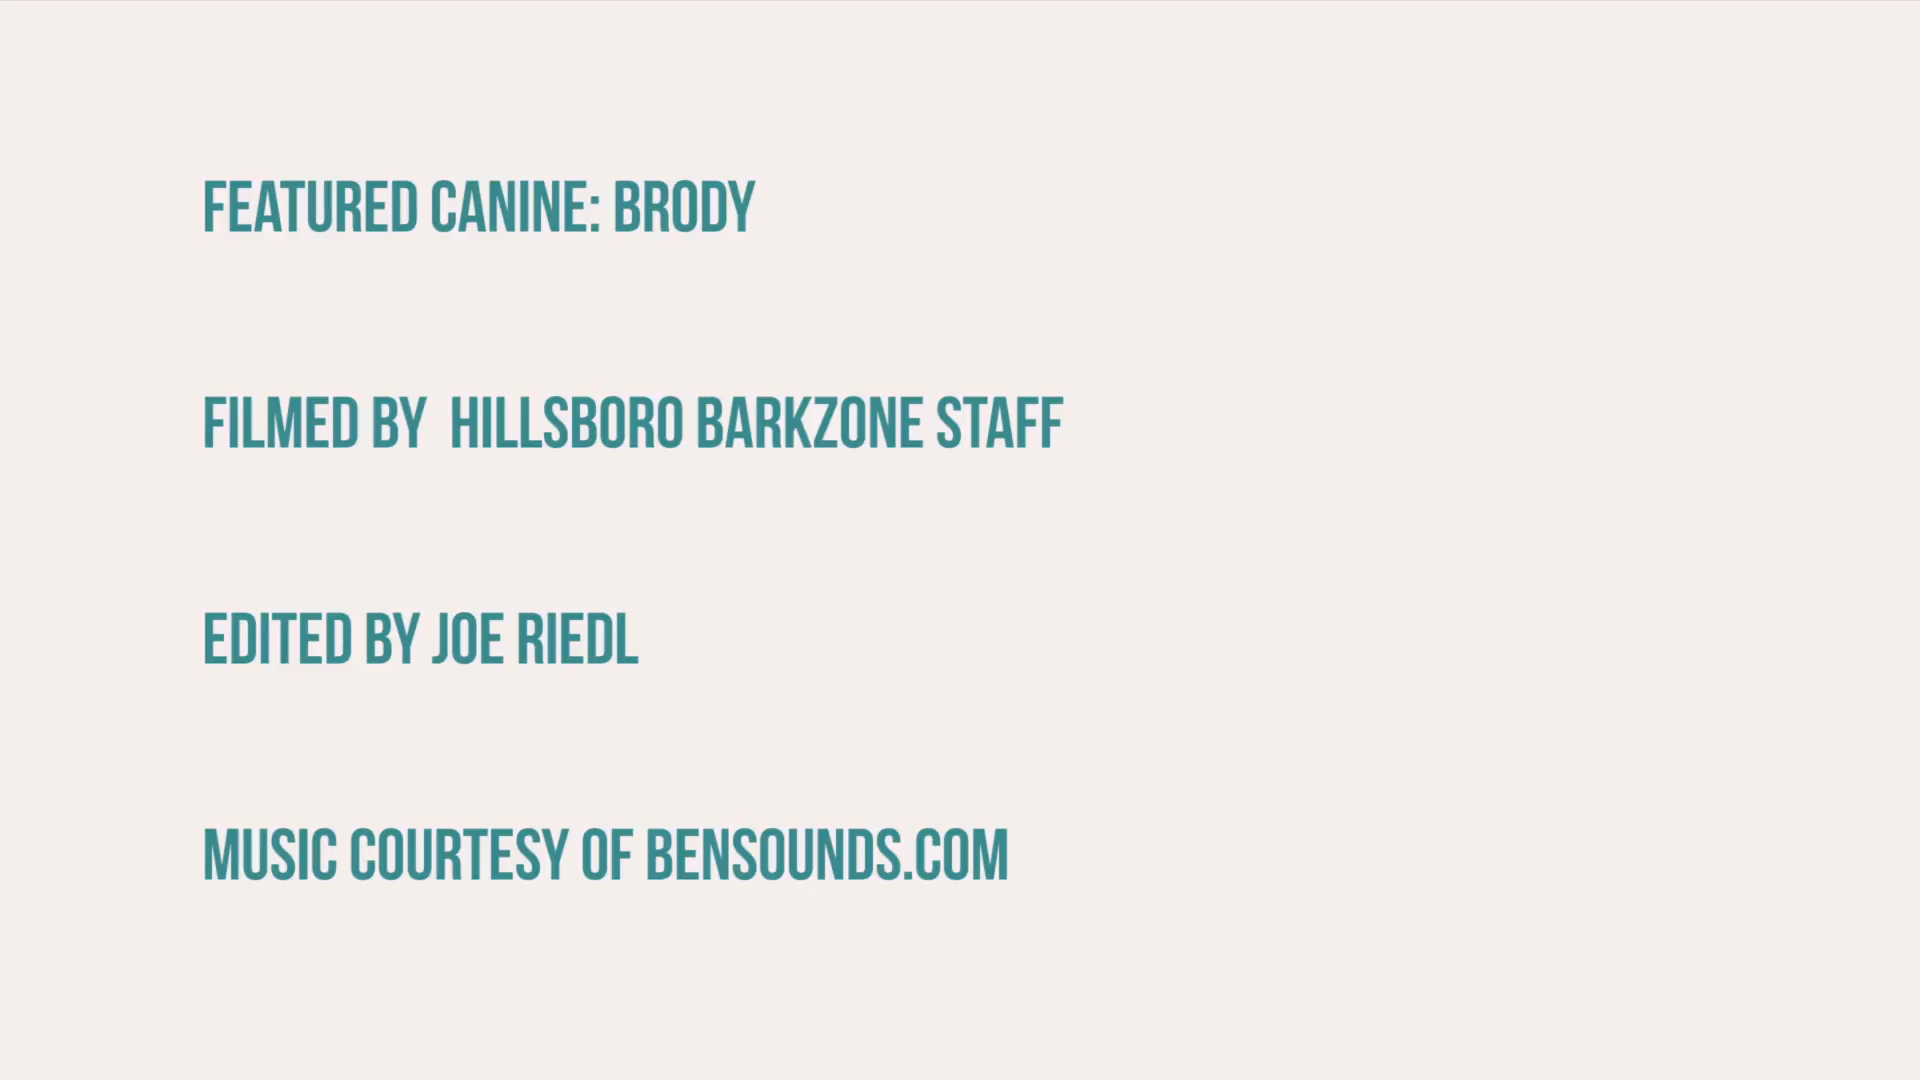 FEATURED CANINE: BRODY
FILMED BY  HILLSBORO BARKZONE STAFF
EDITED BY JOE RIEDL
MUSIC COURTESY OF BENSOUNDS.COM